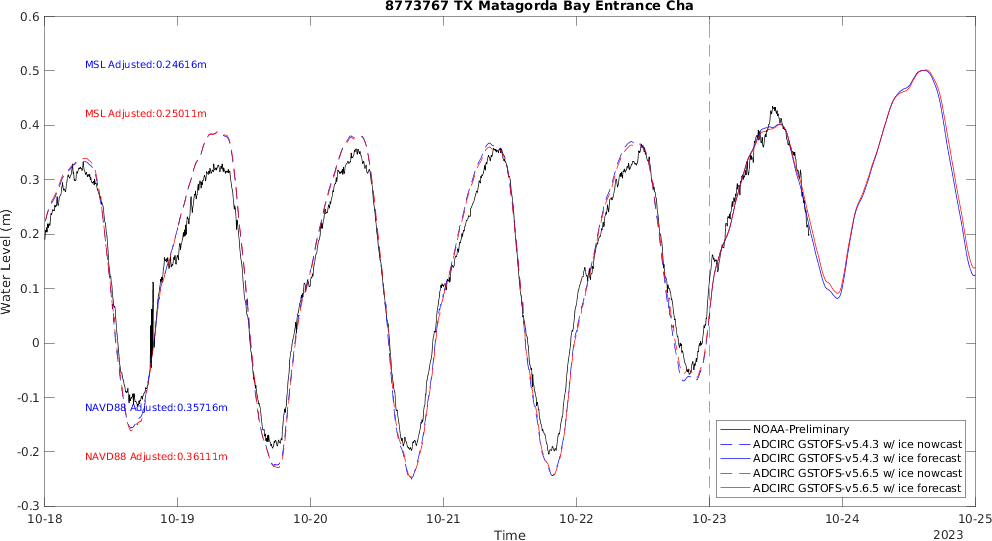 8773767 TX Matagorda Bay Entrance Cha
0.6
0.5
0.4
0.3
0.2
0.1
0
-0.1
-0.2
-0.3
Water Level (m)
MSL Adjusted:0.24616m
MSL Adjusted:0.25011m
NAVD88 Adjusted:0.35716m
NAVD88 Adjusted:0.36111m
NOAA-Preliminary
ADCIRC GSTOFS-v5.4.3 w/ ice nowcast
ADCIRC GSTOFS-v5.4.3 w/ ice forecast
ADCIRC GSTOFS-v5.6.5 w/ ice nowcast
ADCIRC GSTOFS-v5.6.5 w/ ice forecast
10-18 10-19 10-20 10-21 10-22 10-23 10-24 10-25
Time
2023